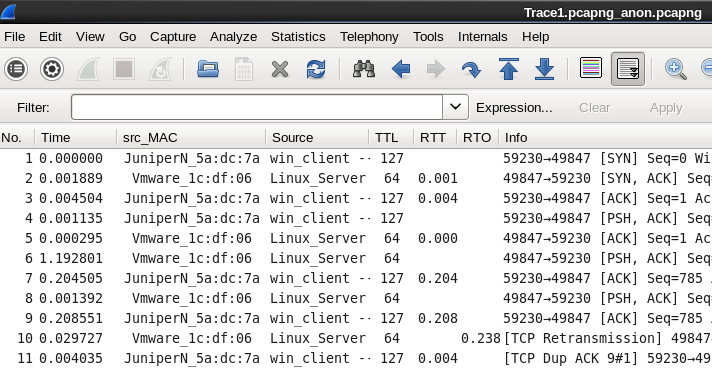 Trace1.pcapng_anon.pcapng
File Edit View Go Capture Analyze Statistics Telephony Tools Internals Help
Filter: Expression... Clear Apply
No. Time src_MAC Source TTL RTT RTO Info
1 0.000000 JuniperN_5a:dc:7a win_client -- 127 59230→49847 [SYN] Seq=0 Wi
2 0.001889 Vmware_1c:df:06 Linux_Server 64 0.001 49847→59230 [SYN, ACK] Seq=
3 0.004504 JuniperN_5a:dc:7a win_client -- 127 0.004 59230→49847 [ACK] Seq=1 Ac
4 0.001135 JuniperN_5a:dc:7a win_client -- 127 59230→49847 [PSH, ACK] Seq=
5 0.000295 Vmware_1c:df:06 Linux_Server 64 0.000 49847→59230 [ACK] Seq=1 Ac
6 1.192801 Vmware_1c:df:06 Linux_Server 64 49847→59230 [PSH, ACK] Seq=
7 0.204505 JuniperN_5a:dc:7a win_client -- 127 0.204 59230→49847 [ACK] Seq=785
8 0.001392 Vmware_1c:df:06 Linux_Server 64 49847→59230 [PSH, ACK] Seq=
9 0.208551 JuniperN_5a:dc:7a win_client -- 127 0.208 59230→49847 [ACK] Seq=785
10 0.029727 Vmware_1c:df:06 Linux_Server 64 0.238 [TCP Retransmission] 49847
11 0.004035 JuniperN_5a:dc:7a win_client -- 127 0.004 [TCP Dup ACK 9#1] 59230→